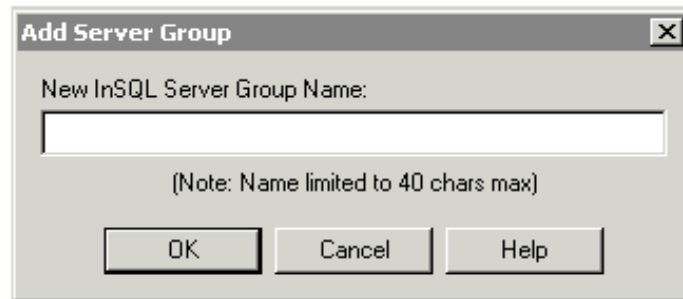 Add Server Group
New InSQL Server Group Name:
(Note: Name limited to 40 chars max)
OK Cancel Help